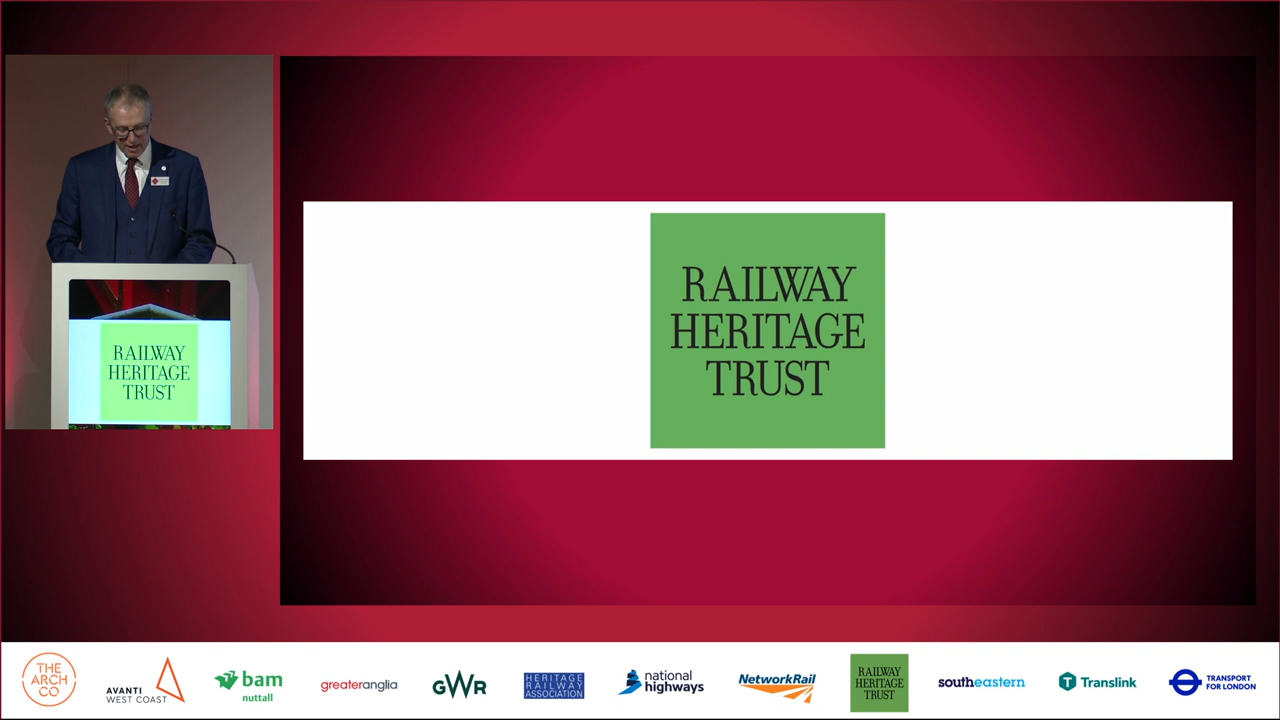 RAILWAY
HERITAGE
TRUST
RAILWAY
HERITAGE
TRUST
THE
ARCH
CO
AVANTI
WEST COAST
bam
nuttall
greateranglia
GWR
HERITAGE
RAILWAY
ASSOCIATION
national
highways
NetworkRail
RAILWAY
HERITAGE
TRUST
southeastern
Translink
TRANSPORT
FOR LONDON